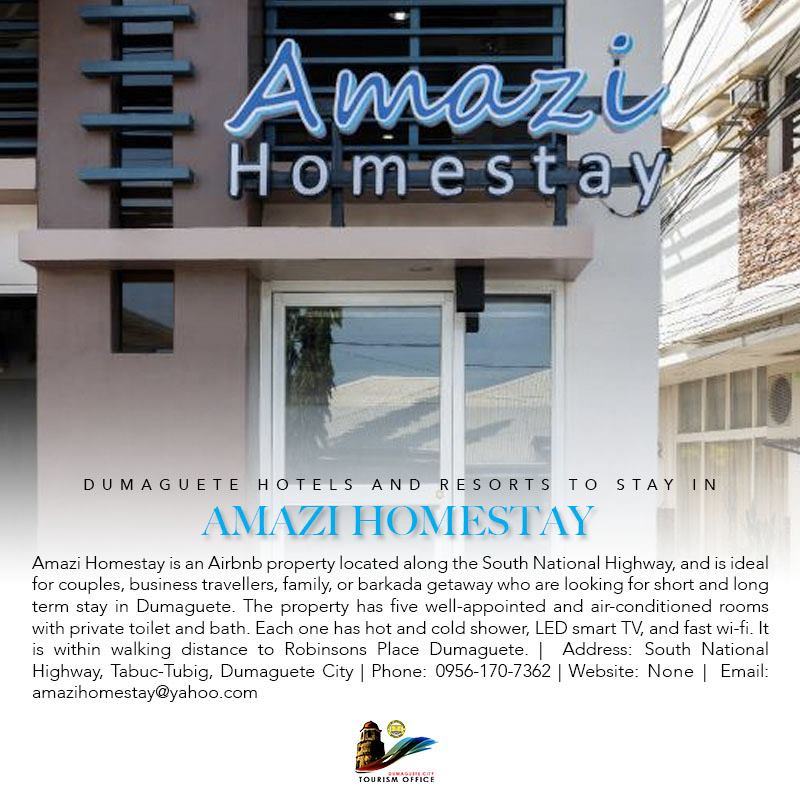 Amazi
Homestay
DUMAGUETE HOTELS AND RESORTS TO STAY IN
AMAZI HOMESTAY
Amazi Homestay is an Airbnb property located along the South National Highway, and is ideal
for couples, business travellers, family, or barkada getaway who are looking for short and long
term stay in Dumaguete. The property has five well-appointed and air-conditioned rooms
with private toilet and bath. Each one has hot and cold shower, LED smart TV, and fast wi-fi. It
is within walking distance to Robinsons Place Dumaguete. | Address: South National
Highway, Tabuc-Tubig, Dumaguete City | Phone: 0956-170-7362 | Website: None | Email:
amazihomestay@yahoo.com
DUMAGUETE CITY
TOURISM OFFICE